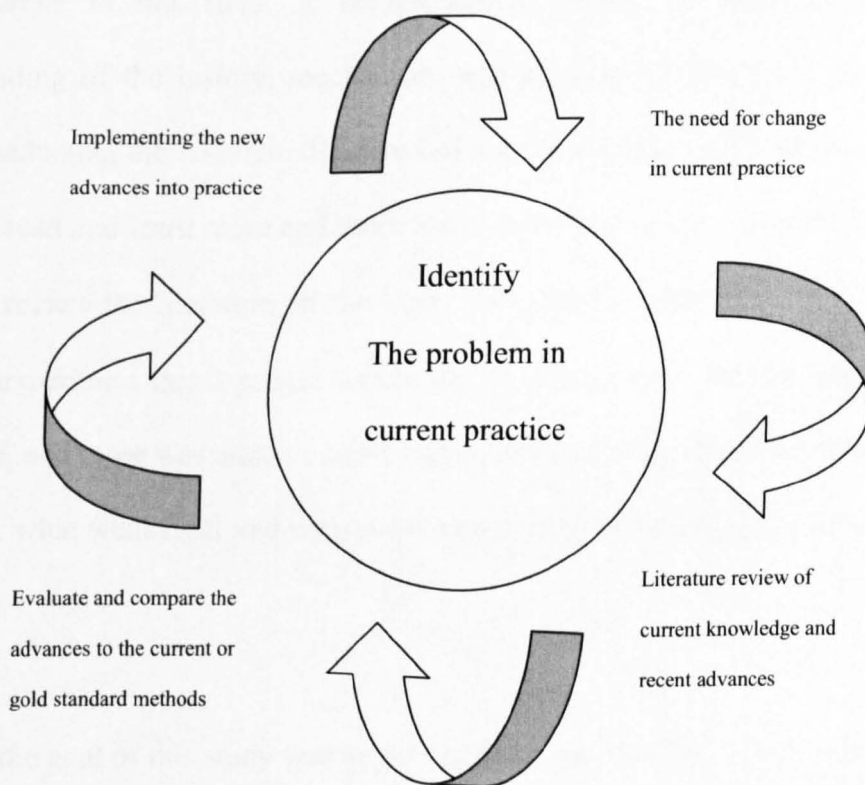 Implementing the new
advances into practice
The need for change
in current practice
Identify
The problem in
current practice
Evaluate and compare the
advances to the current or
gold standard methods
Literature review of
current knowledge and
recent advances